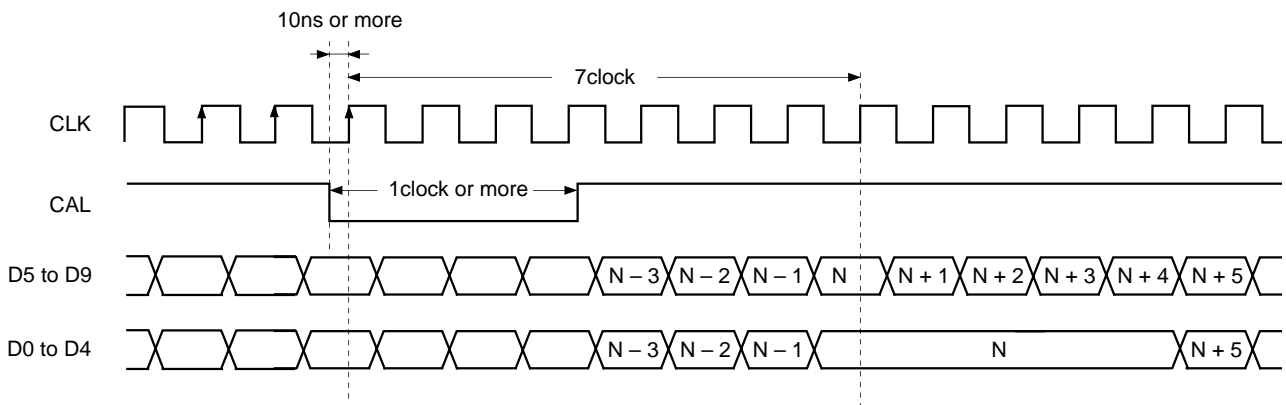 10ns or more
7clock
CLK
1clock or more
CAL
D5 to D9 N – 3 N – 2 N – 1 N N + 1 N + 2 N + 3 N + 4 N + 5
D0 to D4 N – 3 N – 2 N – 1 N N + 5